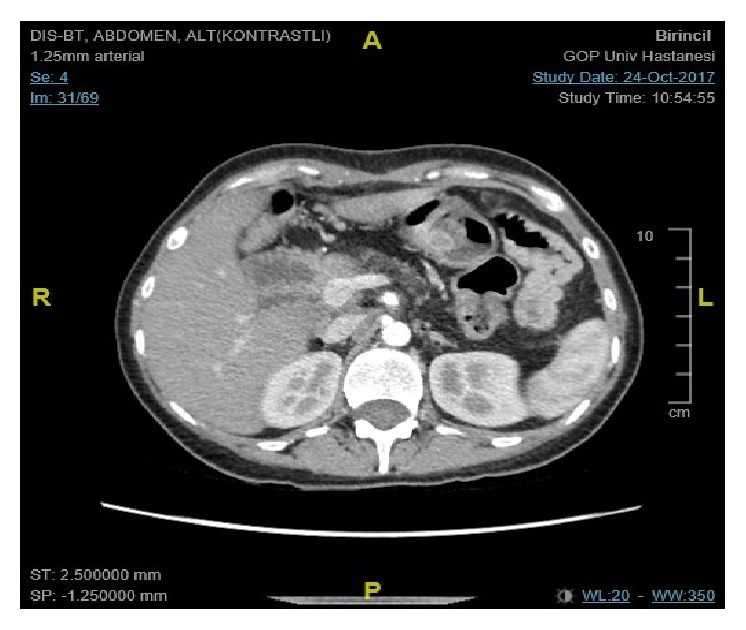 DIS-BT, ABDOMEN, ALT(KONTRASTLI)
1.25mm arterial
Se: 4
Im: 31/69
A
Birincil
GOP Univ Hastanesi
Study Date: 24-Oct-2017
Study Time: 10:54:55
10
R
L
cm
ST: 2.500000 mm
SP: -1.250000 mm
P
WL:20 - WW:350